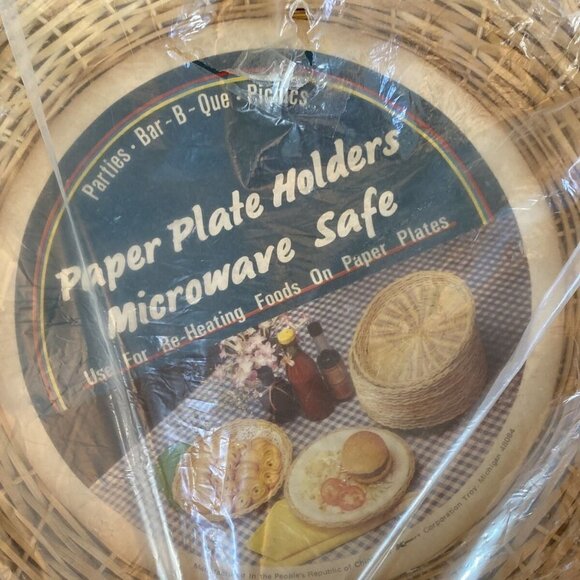 Parties • Bar-B-Que • Picnics
Paper Plate Holders
Microwave Safe
Use For Re-Heating Foods On Paper Plates
Corporation Troy, Michigan 48084
in the People's Republic of